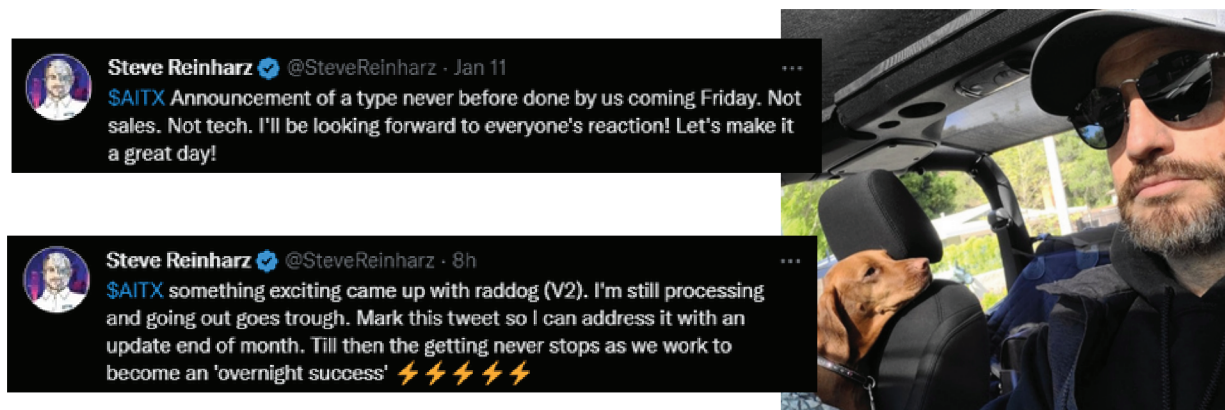 Steve Reinharz @SteveReinharz · Jan 11 ...
$AITX Announcement of a type never before done by us coming Friday. Not
sales. Not tech. I'll be looking forward to everyone's reaction! Let's make it
a great day!
Steve Reinharz @SteveReinharz · 8h ...
$AITX something exciting came up with raddog (V2). I'm still processing
and going out goes trough. Mark this tweet so I can address it with an
update end of month. Till then the getting never stops as we work to
become an 'overnight success' ⚡⚡⚡⚡⚡